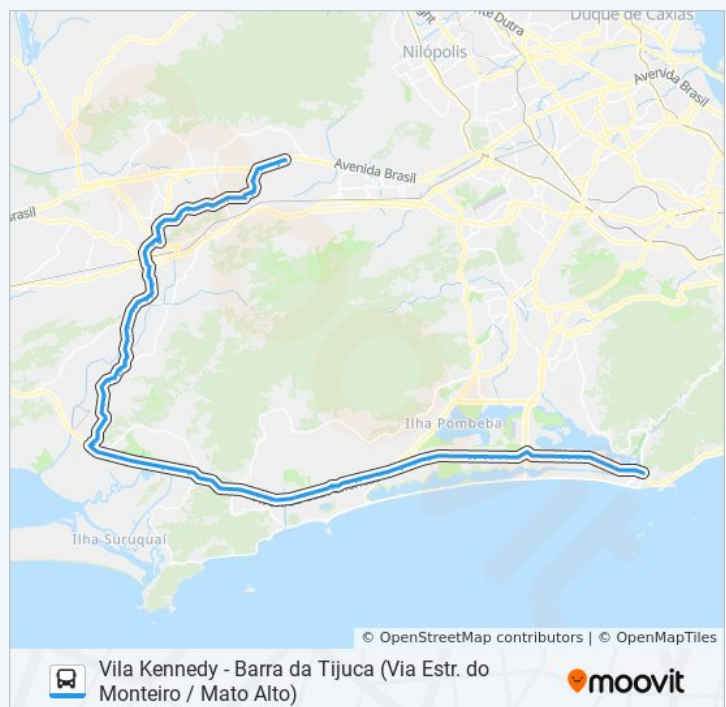 Duque de Caxias
Nilópolis
Avenida Brasil
Avenida Brasil
Ilha Pombeba
Ilha Suruquaí
© OpenStreetMap contributors | © OpenMapTiles
Vila Kennedy - Barra da Tijuca (Via Estr. do
Monteiro / Mato Alto)
moovit